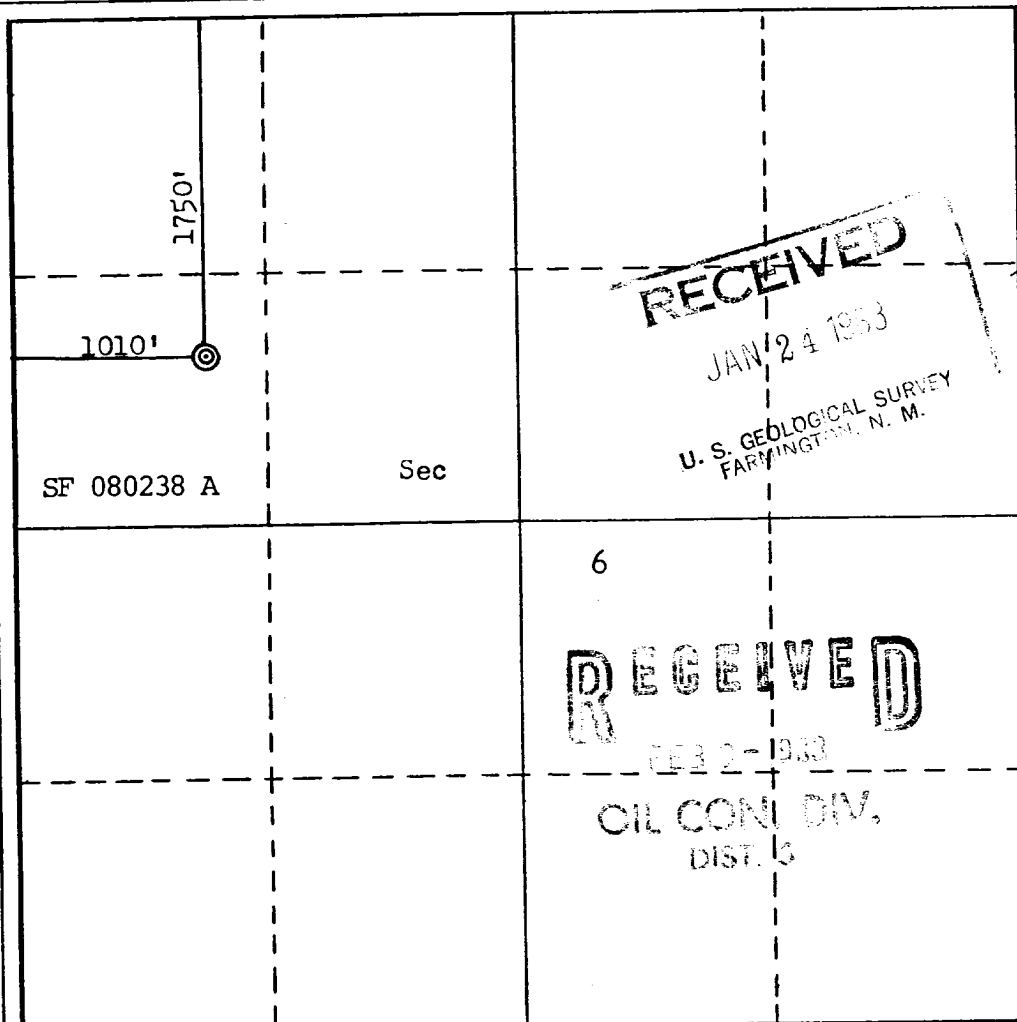 1750'
RECEIVED
JAN 24 1983
1010'
U. S. GEOLOGICAL SURVEY
FARMINGTON, N. M.
SF 080238 A
Sec
6
RECEIVED
OIL CON. DIV.
DIST. 3